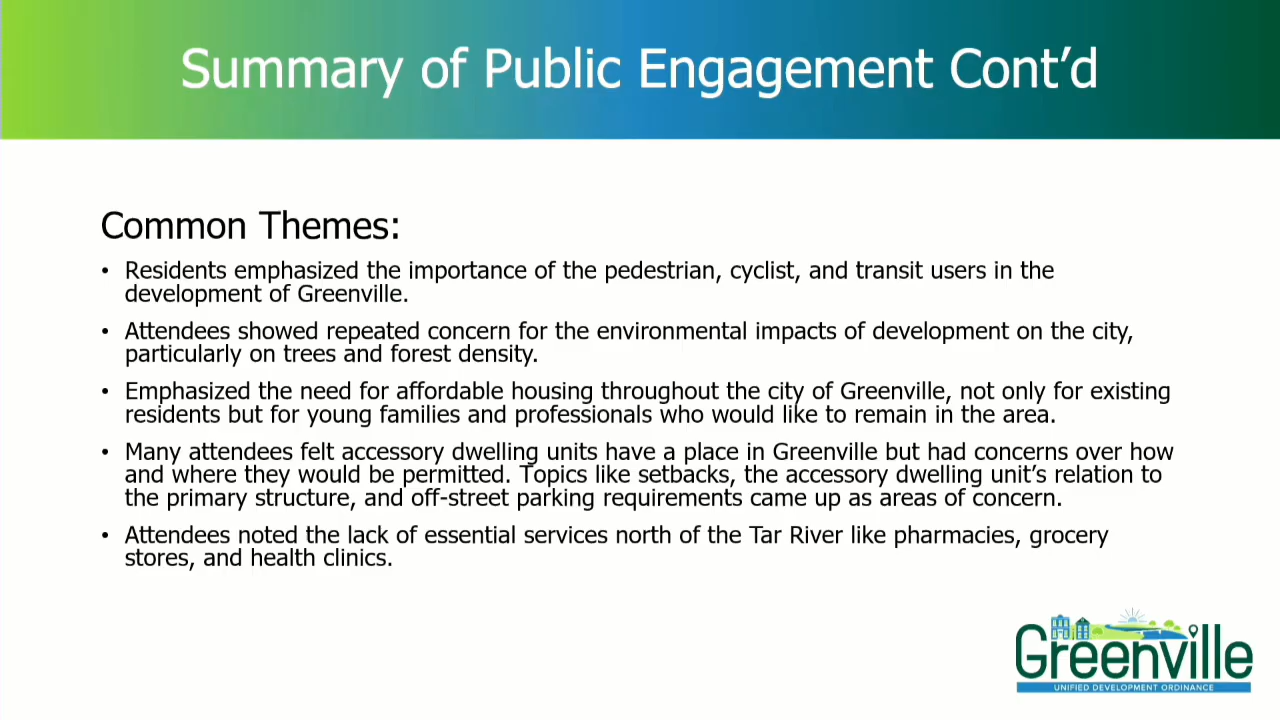 Summary of Public Engagement Cont’d
Common Themes:
• Residents emphasized the importance of the pedestrian, cyclist, and transit users in the
development of Greenville.
• Attendees showed repeated concern for the environmental impacts of development on the city,
particularly on trees and forest density.
• Emphasized the need for affordable housing throughout the city of Greenville, not only for existing
residents but for young families and professionals who would like to remain in the area.
• Many attendees felt accessory dwelling units have a place in Greenville but had concerns over how
and where they would be permitted. Topics like setbacks, the accessory dwelling unit’s relation to
the primary structure, and off-street parking requirements came up as areas of concern.
• Attendees noted the lack of essential services north of the Tar River like pharmacies, grocery
stores, and health clinics.
Greenville
UNIFIED DEVELOPMENT ORDINANCE